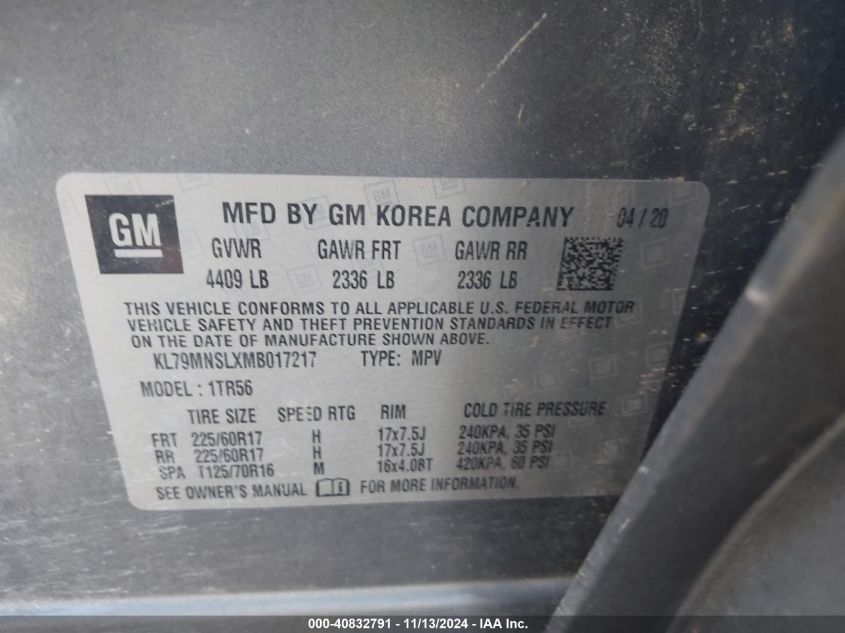 GM MFD BY GM KOREA COMPANY 04/20
GVWR GAWR FRT GAWR RR
4409 LB 2336 LB 2336 LB
THIS VEHICLE CONFORMS TO ALL APPLICABLE U.S. FEDERAL MOTOR
VEHICLE SAFETY AND THEFT PREVENTION STANDARDS IN EFFECT
ON THE DATE OF MANUFACTURE SHOWN ABOVE.
KL79MNSLXMB017217 TYPE: MPV
MODEL: 1TR56
TIRE SIZE SPEED RTG RIM COLD TIRE PRESSURE
FRT 225/60R17 H 17x7.5J 240KPA, 35 PSI
RR 225/60R17 H 17x7.5J 240KPA, 35 PSI
SPA T125/70R16 M 16x4.0BT 420KPA, 60 PSI
SEE OWNER'S MANUAL FOR MORE INFORMATION.
000-40832791 - 11/13/2024 - IAA Inc.